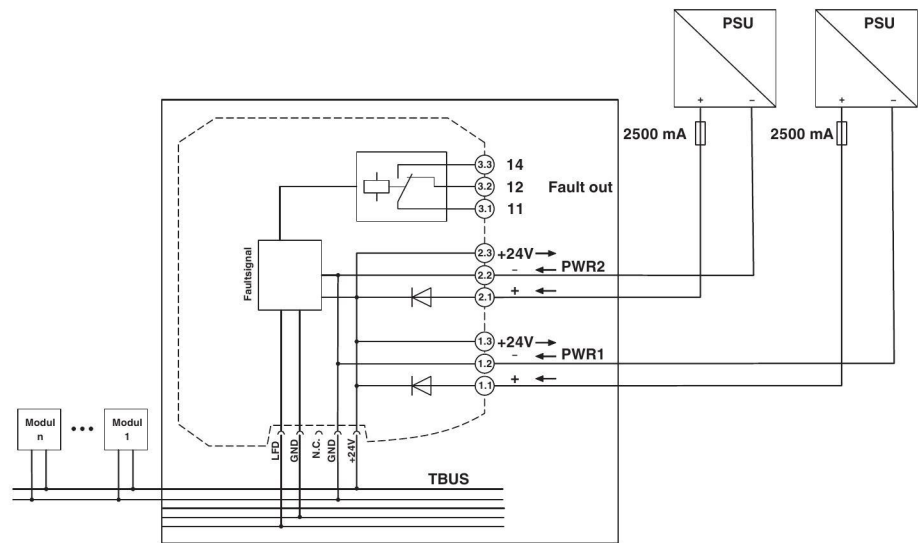 PSU PSU
+ − + −
2500 mA 2500 mA
3.3 14
3.2 12 Fault out
3.1 11
Faultsignal
2.3 +24V
2.2 − PWR2
2.1 +
1.3 +24V
1.2 − PWR1
1.1 +
Modul n
Modul 1
LFD GND N.C. GND +24V
TBUS